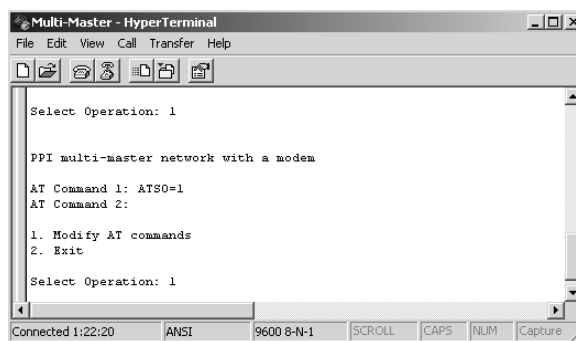 Multi-Master - HyperTerminal
File Edit View Call Transfer Help
Select Operation: 1
PPI multi-master network with a modem
AT Command 1: ATS0=1
AT Command 2:
1. Modify AT commands
2. Exit
Select Operation: 1
Connected 1:22:20 ANSI 9600 8-N-1 SCROLL CAPS NUM Capture